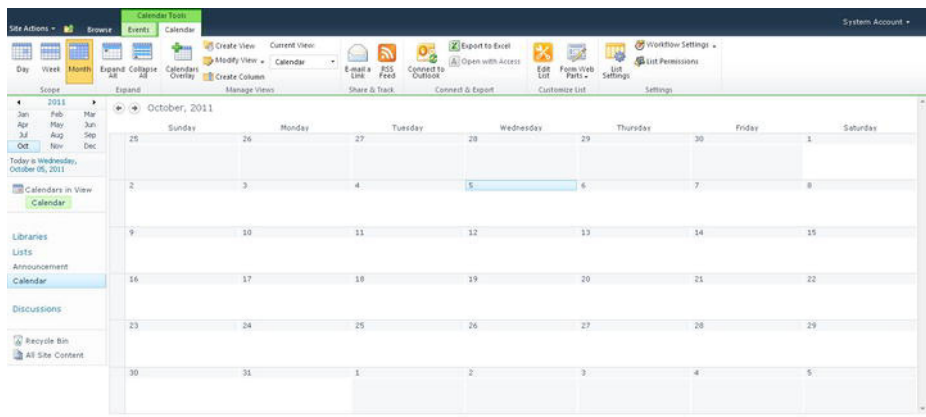 Calendar Tools
Site Actions Browse Events Calendar System Account
Day Week Month Expand All Collapse All Calendars Overlay Create View Modify View Create Column Current View: Calendar E-mail a Link RSS Feed Connect to Outlook Export to Excel Open with Access Edit List Form Web Parts List Settings Workflow Settings List Permissions
Scope Expand Manage Views Share & Track Connect & Export Customize List Settings
2011
Jan Feb Mar
Apr May Jun
Jul Aug Sep
Oct Nov Dec
Today is Wednesday,
October 05, 2011
Calendars in View
Calendar
Libraries
Lists
Announcement
Calendar
Discussions
Recycle Bin
All Site Content
October, 2011
Sunday Monday Tuesday Wednesday Thursday Friday Saturday
25 26 27 28 29 30 1
2 3 4 5 6 7 8
9 10 11 12 13 14 15
16 17 18 19 20 21 22
23 24 25 26 27 28 29
30 31 1 2 3 4 5